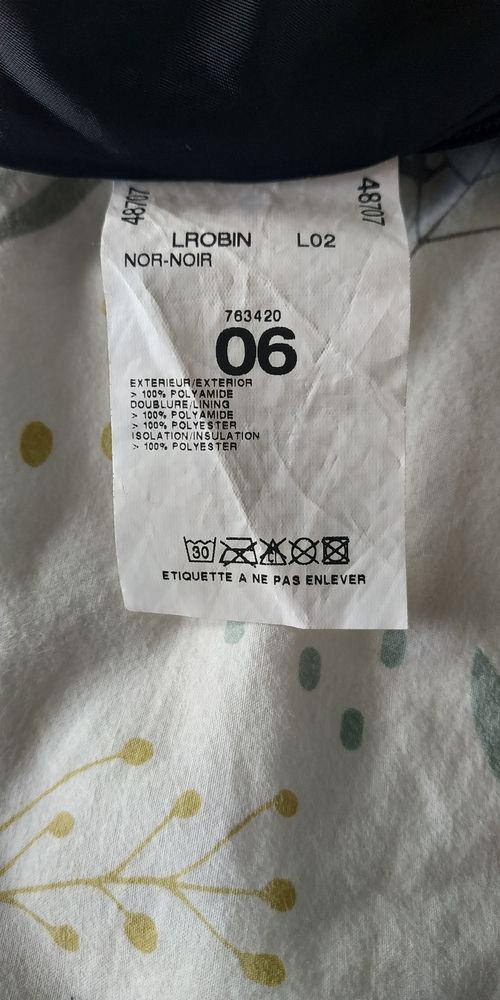 48707
48707
LROBIN L02
NOR-NOIR
763420
06
EXTERIEUR/EXTERIOR
> 100% POLYAMIDE
DOUBLURE/LINING
> 100% POLYAMIDE
> 100% POLYESTER
ISOLATION/INSULATION
> 100% POLYESTER
30
ETIQUETTE A NE PAS ENLEVER